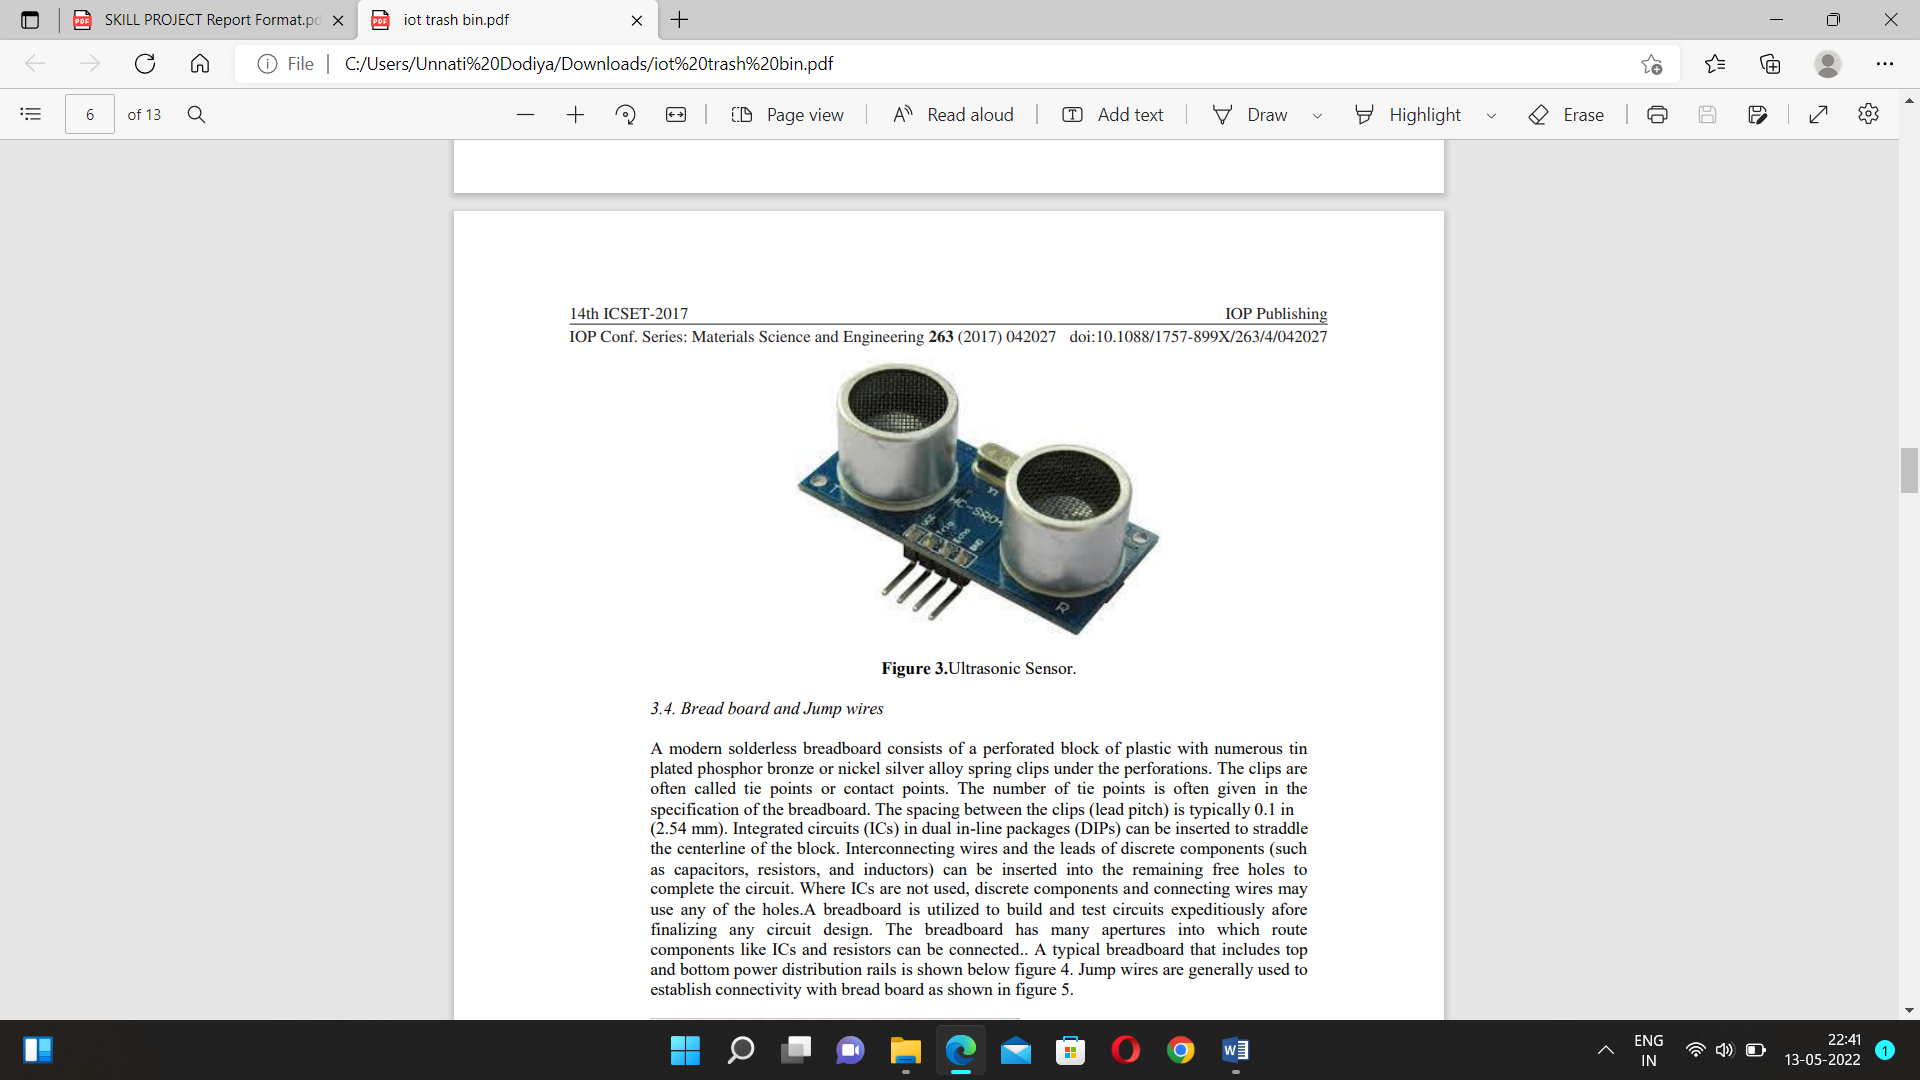 SKILL PROJECT Report Format.pd
iot trash bin.pdf
File
C:/Users/Unnati%20Dodiya/Downloads/iot%20trash%20bin.pdf
6 of 13
Page view
Read aloud
Add text
Draw
Highlight
Erase
14th ICSET-2017 IOP Publishing
IOP Conf. Series: Materials Science and Engineering 263 (2017) 042027 doi:10.1088/1757-899X/263/4/042027
T
Y1
HC-SR04
Vcc
Trig
Echo
GND
R
Figure 3.Ultrasonic Sensor.
3.4. Bread board and Jump wires
A modern solderless breadboard consists of a perforated block of plastic with numerous tin
plated phosphor bronze or nickel silver alloy spring clips under the perforations. The clips are
often called tie points or contact points. The number of tie points is often given in the
specification of the breadboard. The spacing between the clips (lead pitch) is typically 0.1 in
(2.54 mm). Integrated circuits (ICs) in dual in-line packages (DIPs) can be inserted to straddle
the centerline of the block. Interconnecting wires and the leads of discrete components (such
as capacitors, resistors, and inductors) can be inserted into the remaining free holes to
complete the circuit. Where ICs are not used, discrete components and connecting wires may
use any of the holes.A breadboard is utilized to build and test circuits expeditiously afore
finalizing any circuit design. The breadboard has many apertures into which route
components like ICs and resistors can be connected.. A typical breadboard that includes top
and bottom power distribution rails is shown below figure 4. Jump wires are generally used to
establish connectivity with bread board as shown in figure 5.
ENG
IN
22:41
13-05-2022
1